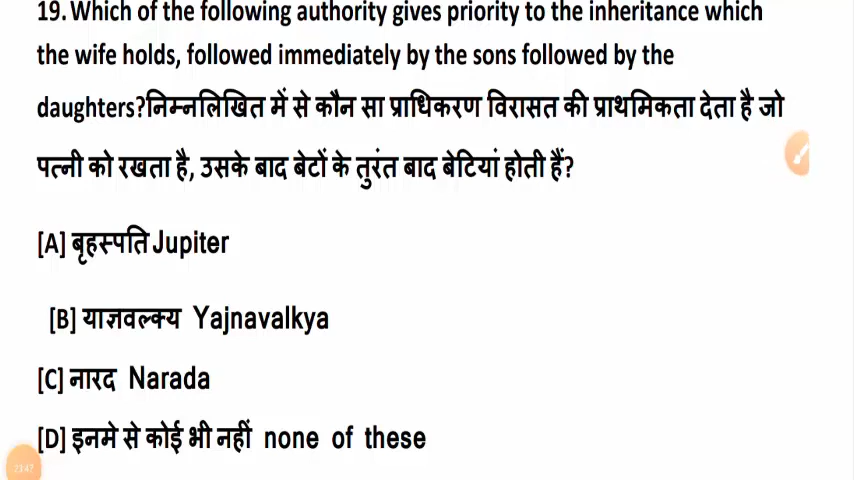 19. Which of the following authority gives priority to the inheritance which
the wife holds, followed immediately by the sons followed by the
daughters?निम्नलिखित में से कौन सा प्राधिकरण विरासत की प्राथमिकता देता है जो
पत्नी को रखता है, उसके बाद बेटों के तुरंत बाद बेटियां होती हैं?
[A] बृहस्पति Jupiter
[B] याज्ञवल्क्य Yajnavalkya
[C] नारद Narada
[D] इनमे से कोई भी नहीं none of these
23:47